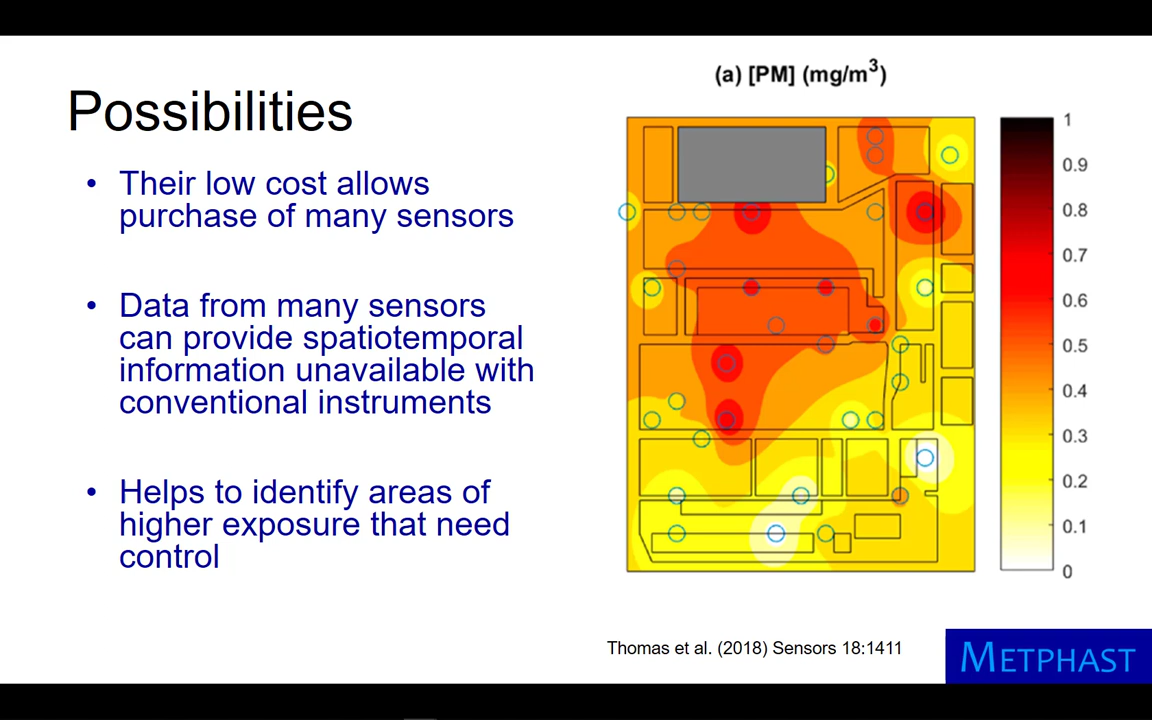 Possibilities
• Their low cost allows
purchase of many sensors
• Data from many sensors
can provide spatiotemporal
information unavailable with
conventional instruments
• Helps to identify areas of
higher exposure that need
control
(a) [PM] (mg/m³)
1
0.9
0.8
0.7
0.6
0.5
0.4
0.3
0.2
0.1
0
Thomas et al. (2018) Sensors 18:1411
METPHAST